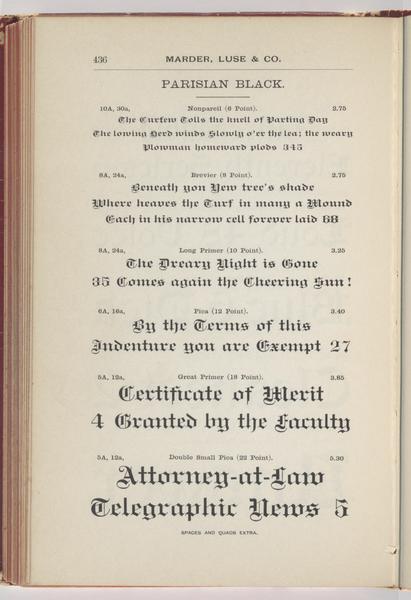 436
MARDER, LUSE & CO.
PARISIAN BLACK.
10A, 30a, Nonpareil (6 Point). 2.75
The Curfew Tolls the knell of Parting Day
The lowing Herd winds Slowly o'er the lea; the weary
Plowman homeward plods 345
8A, 24a, Brevier (8 Point). 2.75
Beneath yon Yew tree's shade
Where heaves the Turf in many a Mound
Each in his narrow cell forever laid 68
8A, 24a, Long Primer (10 Point). 3.25
The Dreary Night is Gone
35 Comes again the Cheering Sun!
6A, 16a, Pica (12 Point). 3.40
By the Terms of this
Indenture you are Exempt 27
5A, 12a, Great Primer (18 Point). 3.85
Certificate of Merit
4 Granted by the Faculty
5A, 12a, Double Small Pica (22 Point). 5.30
Attorney-at-Law
Telegraphic News 5
SPACES AND QUADS EXTRA.